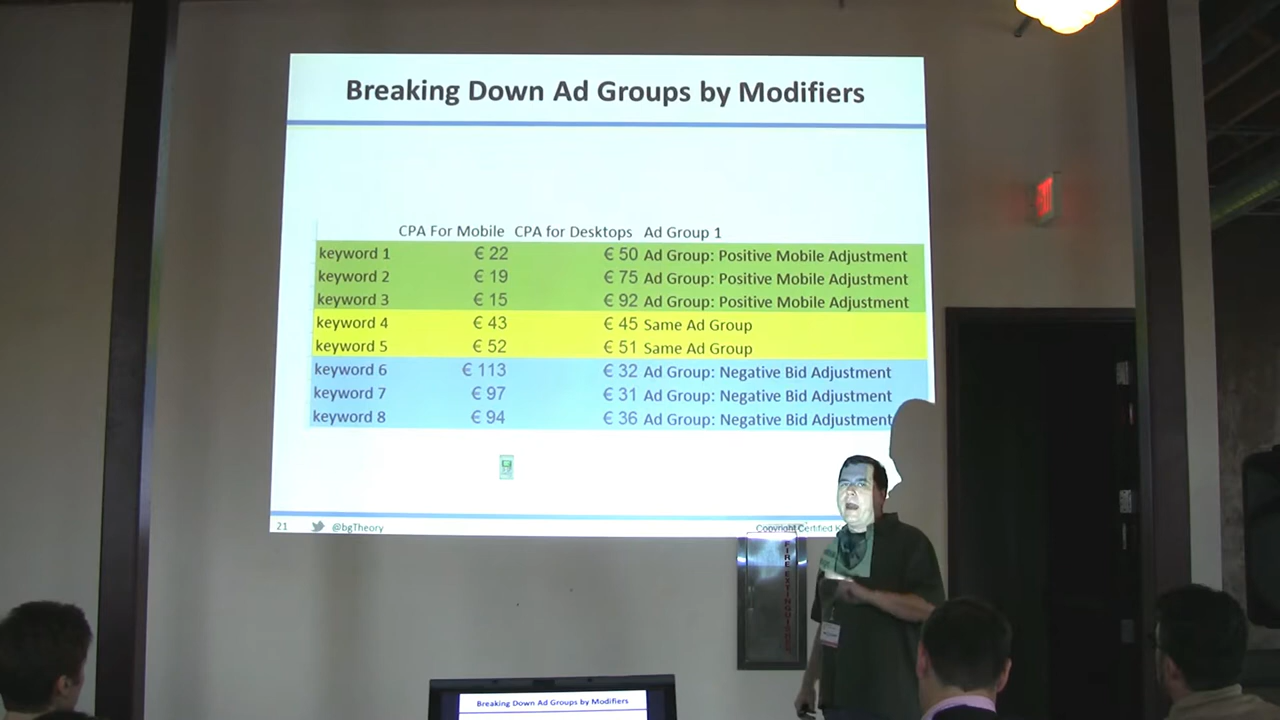 Breaking Down Ad Groups by Modifiers
CPA For Mobile CPA for Desktops Ad Group 1
keyword 1 € 22 € 50 Ad Group: Positive Mobile Adjustment
keyword 2 € 19 € 75 Ad Group: Positive Mobile Adjustment
keyword 3 € 15 € 92 Ad Group: Positive Mobile Adjustment
keyword 4 € 43 € 45 Same Ad Group
keyword 5 € 52 € 51 Same Ad Group
keyword 6 € 113 € 32 Ad Group: Negative Bid Adjustment
keyword 7 € 97 € 31 Ad Group: Negative Bid Adjustment
keyword 8 € 94 € 36 Ad Group: Negative Bid Adjustment
21 @bgTheory Copyright Certified K
FIRE EXTINGUISHER
Breaking Down Ad Groups by Modifiers